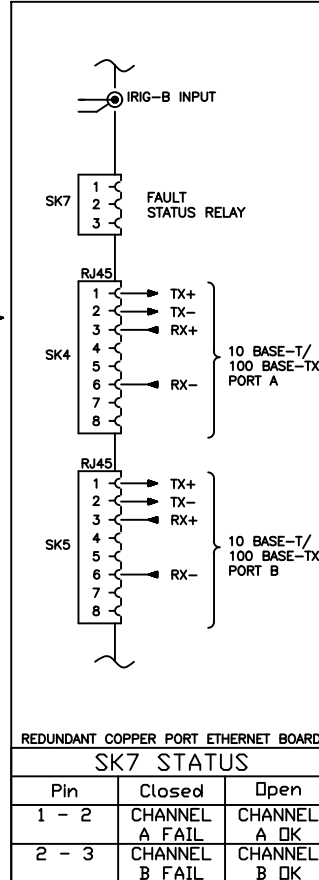 IRIG-B INPUT
SK7
1
2
3
FAULT
STATUS RELAY
RJ45
SK4
1 TX+
2 TX-
3 RX+
4
5
6 RX-
7
8
10 BASE-T/
100 BASE-TX
PORT A
RJ45
SK5
1 TX+
2 TX-
3 RX+
4
5
6 RX-
7
8
10 BASE-T/
100 BASE-TX
PORT B
REDUNDANT COPPER PORT ETHERNET BOARD
SK7 STATUS
Pin Closed Open
1 - 2 CHANNEL A FAIL CHANNEL A OK
2 - 3 CHANNEL B FAIL CHANNEL B OK